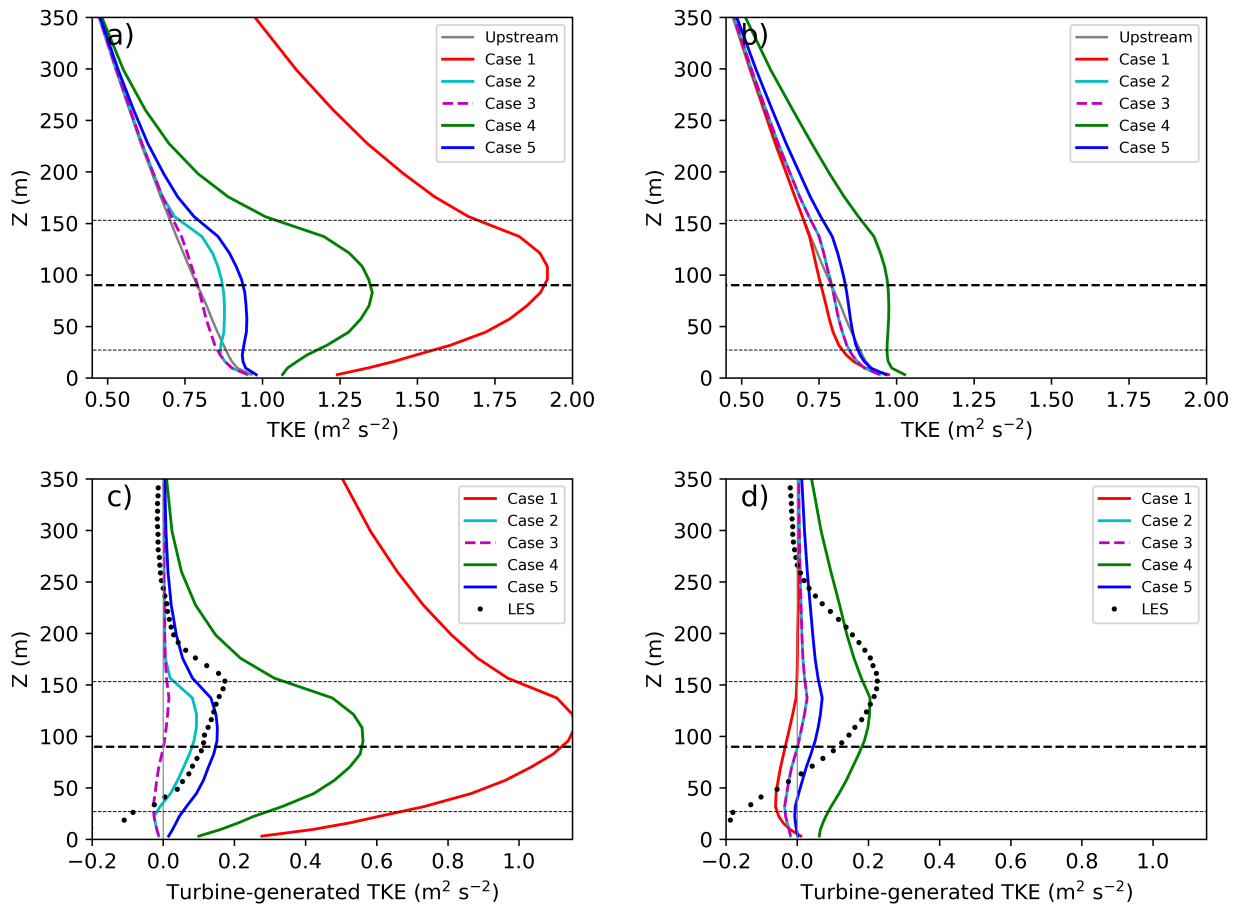 a)
Z (m)
350
300
250
200
150
100
50
0
0.50 0.75 1.00 1.25 1.50 1.75 2.00
TKE (m² s⁻²)
Upstream
Case 1
Case 2
Case 3
Case 4
Case 5
b)
Z (m)
350
300
250
200
150
100
50
0
0.50 0.75 1.00 1.25 1.50 1.75 2.00
TKE (m² s⁻²)
Upstream
Case 1
Case 2
Case 3
Case 4
Case 5
c)
Z (m)
350
300
250
200
150
100
50
0
−0.2 0.0 0.2 0.4 0.6 0.8 1.0
Turbine-generated TKE (m² s⁻²)
Case 1
Case 2
Case 3
Case 4
Case 5
LES
d)
Z (m)
350
300
250
200
150
100
50
0
−0.2 0.0 0.2 0.4 0.6 0.8 1.0
Turbine-generated TKE (m² s⁻²)
Case 1
Case 2
Case 3
Case 4
Case 5
LES